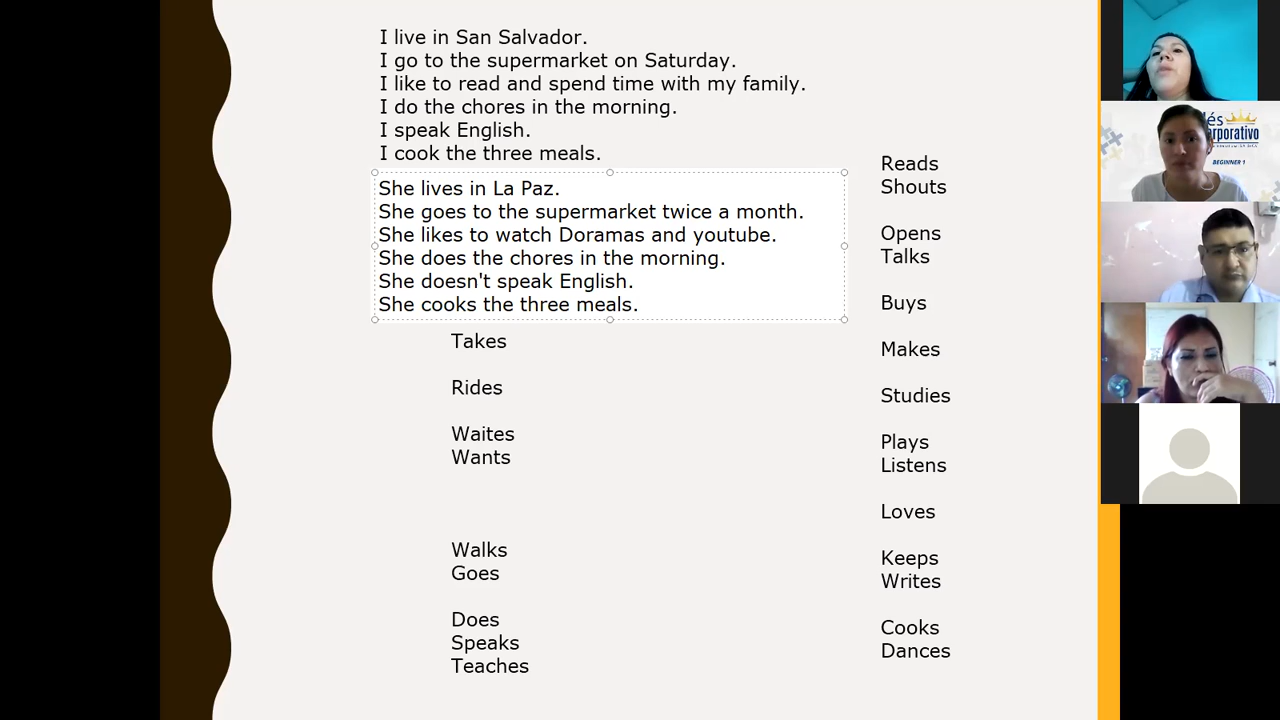 I live in San Salvador.
I go to the supermarket on Saturday.
I like to read and spend time with my family.
I do the chores in the morning.
I speak English.
I cook the three meals.
She lives in La Paz.
She goes to the supermarket twice a month.
She likes to watch Doramas and youtube.
She does the chores in the morning.
She doesn't speak English.
She cooks the three meals.
Takes
Rides
Waites
Wants
Walks
Goes
Does
Speaks
Teaches
Reads
Shouts
Opens
Talks
Buys
Makes
Studies
Plays
Listens
Loves
Keeps
Writes
Cooks
Dances
BEGINNER 1